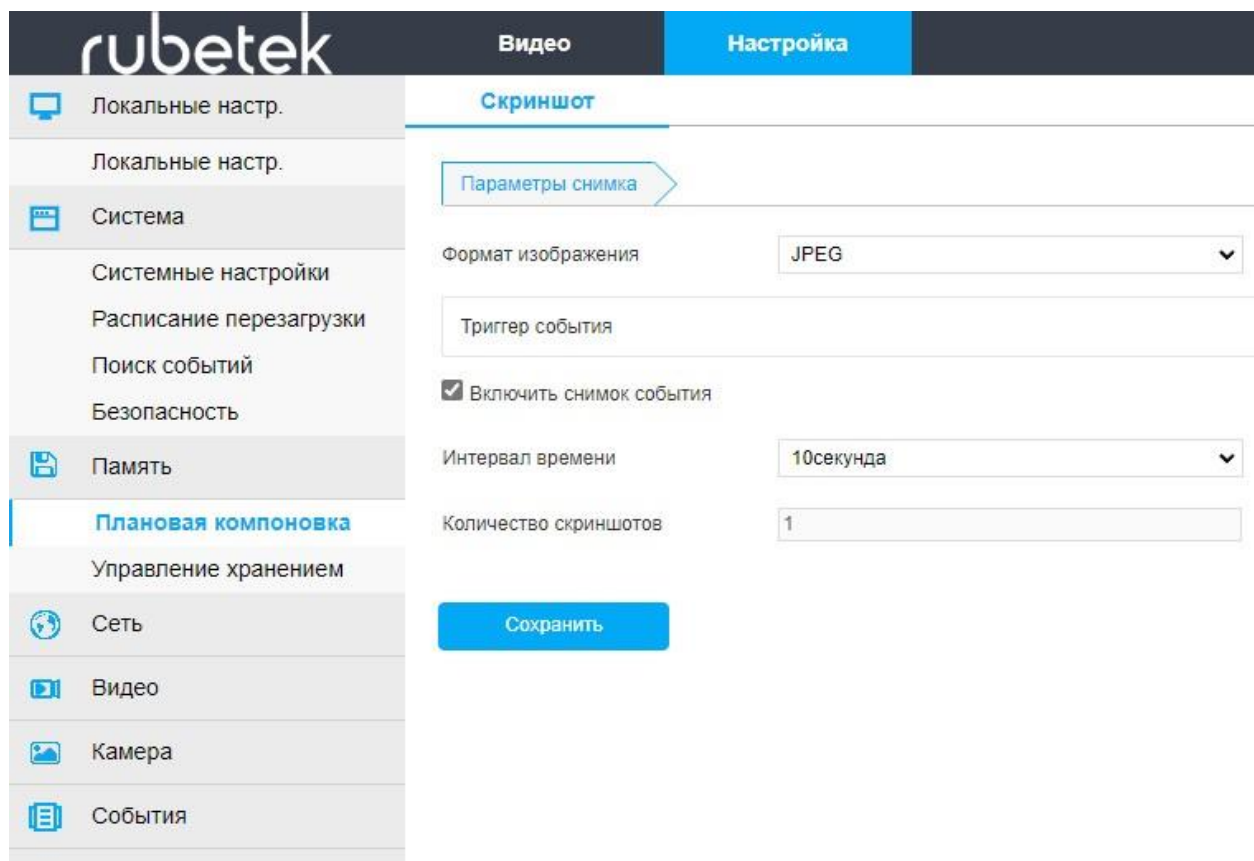 rubetek
Видео
Настройка
Локальные настр.
Локальные настр.
Система
Системные настройки
Расписание перезагрузки
Поиск событий
Безопасность
Память
Плановая компоновка
Управление хранением
Сеть
Видео
Камера
События
Скриншот
Параметры снимка
Формат изображения
JPEG
Триггер события
Включить снимок события
Интервал времени
10секунда
Количество скриншотов
1
Сохранить